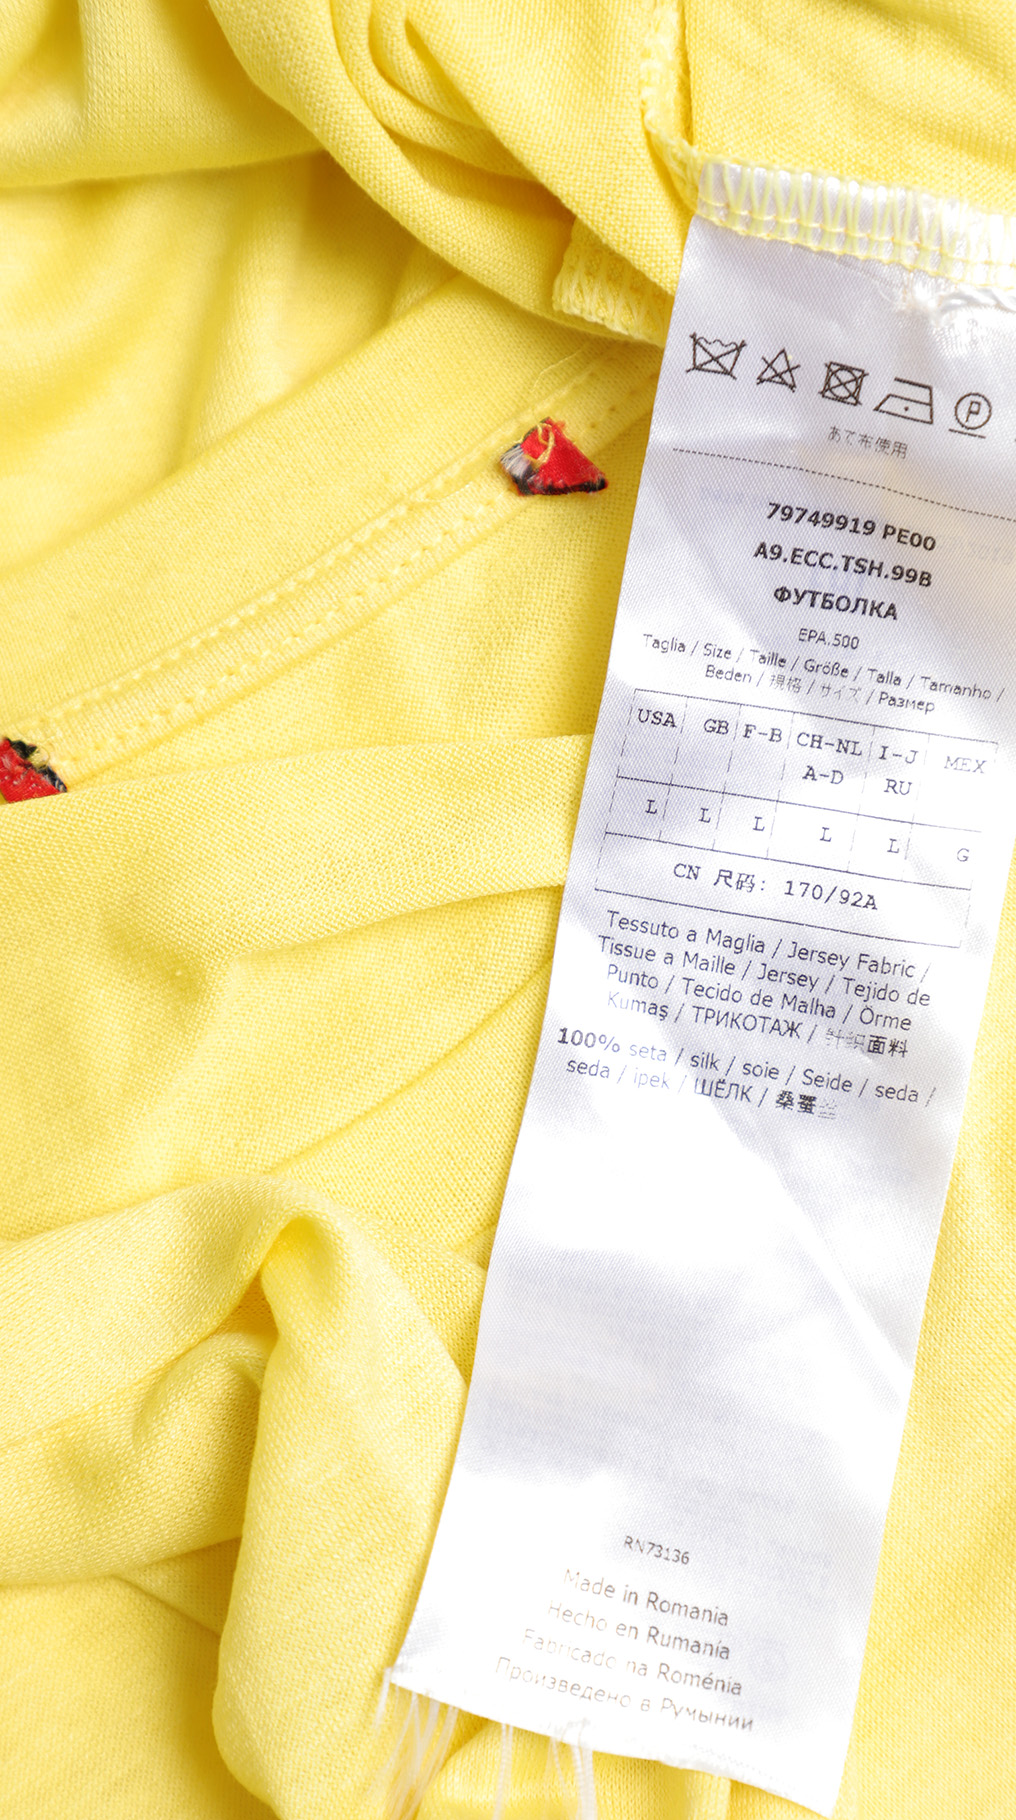 P
あて布使用
79749919 PE00
A9.ECC.TSH.99B
ФУТБОЛКА
EPA.500
Taglia / Size / Taille / Größe / Talla / Tamanho /
Beden / 規格 / サイズ / Размер
USA GB F-B CH-NL I-J MEX
A-D RU
L L L L L G
CN 尺码: 170/92A
Tessuto a Maglia / Jersey Fabric /
Tissue a Maille / Jersey / Tejido de
Punto / Tecido de Malha / Örme
Kumaş / ТРИКОТАЖ / 针织面料
100% seta / silk / soie / Seide / seda /
seda / ipek / ШЁЛК / 桑蚕
RN73136
Made in Romania
Hecho en Rumanía
Fabricado na Roménia
Произведено в Румынии